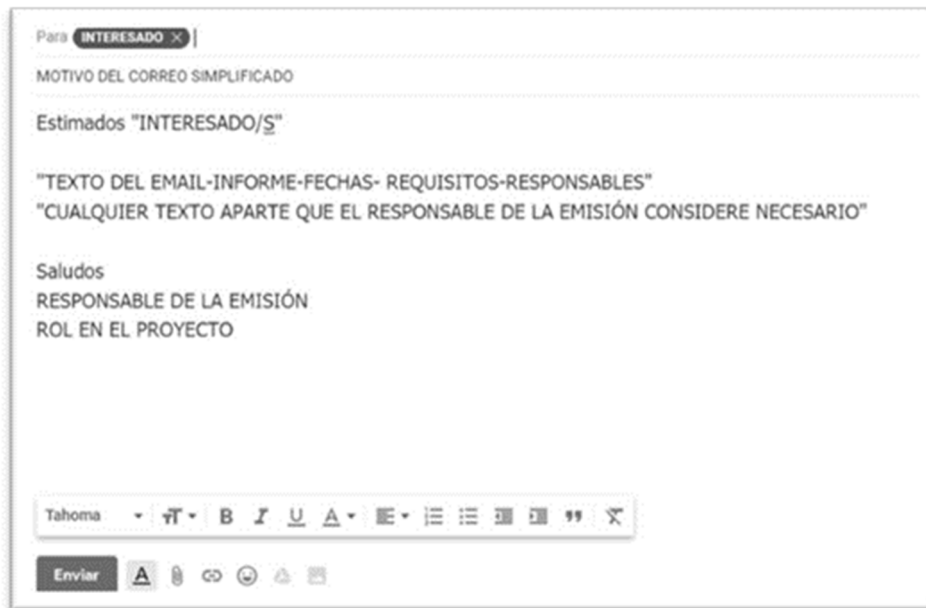 Para INTERESADO ×
MOTIVO DEL CORREO SIMPLIFICADO
Estimados "INTERESADO/S"
"TEXTO DEL EMAIL-INFORME-FECHAS- REQUISITOS-RESPONSABLES"
"CUALQUIER TEXTO APARTE QUE EL RESPONSABLE DE LA EMISIÓN CONSIDERE NECESARIO"
Saludos
RESPONSABLE DE LA EMISIÓN
ROL EN EL PROYECTO
Tahoma B I U A
Enviar A